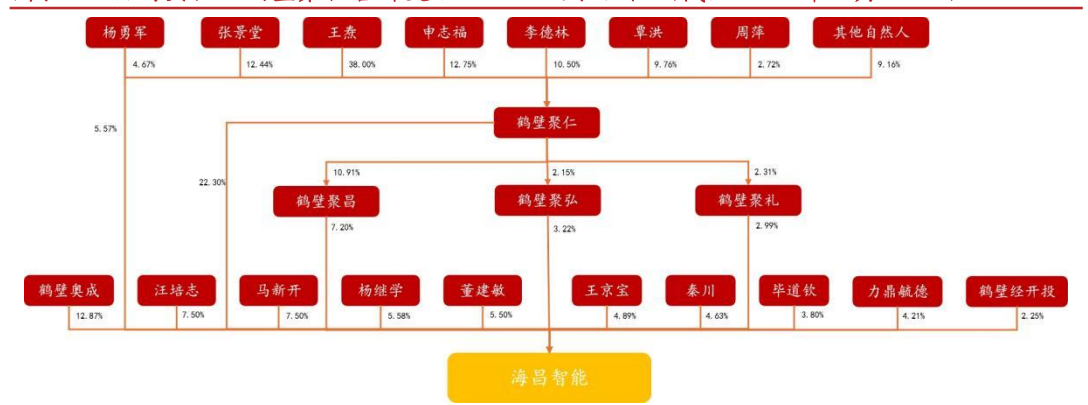 杨勇军 张景堂 王焘 申志福 李德林 覃洪 周萍 其他自然人
4.67% 12.44% 38.00% 12.75% 10.50% 9.76% 2.72% 9.16%
鹤壁聚仁
5.57%
22.30% 10.91% 2.15% 2.31%
鹤壁聚昌 鹤壁聚弘 鹤壁聚礼
7.20% 3.22% 2.99%
鹤壁奥成 汪培志 马新开 杨继学 董建敏 王京宝 秦川 毕道钦 力鼎毓德 鹤壁经开投
12.87% 7.50% 7.50% 5.58% 5.50% 4.89% 4.63% 3.80% 4.21% 2.25%
海昌智能